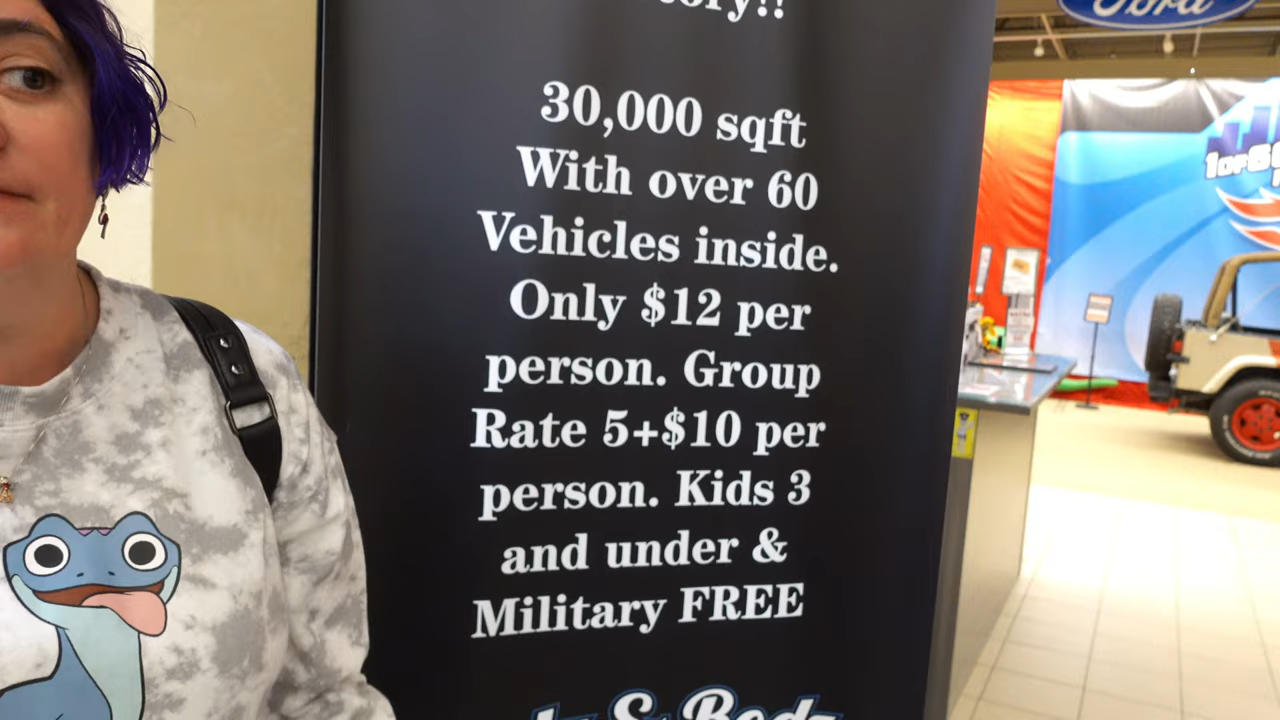 30,000 sqft
With over 60
Vehicles inside.
Only $12 per
person. Group
Rate 5+$10 per
person. Kids 3
and under &
Military FREE
Ford